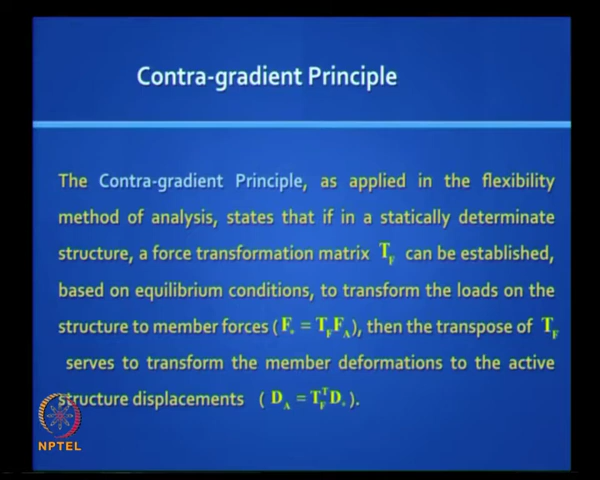 Contra-gradient Principle
The Contra-gradient Principle, as applied in the flexibility
method of analysis, states that if in a statically determinate
structure, a force transformation matrix T_F can be established,
based on equilibrium conditions, to transform the loads on the
structure to member forces ( F_* = T_F F_A ), then the transpose of T_F
serves to transform the member deformations to the active
structure displacements ( D_A = T_F^T D_* ).
NPTEL